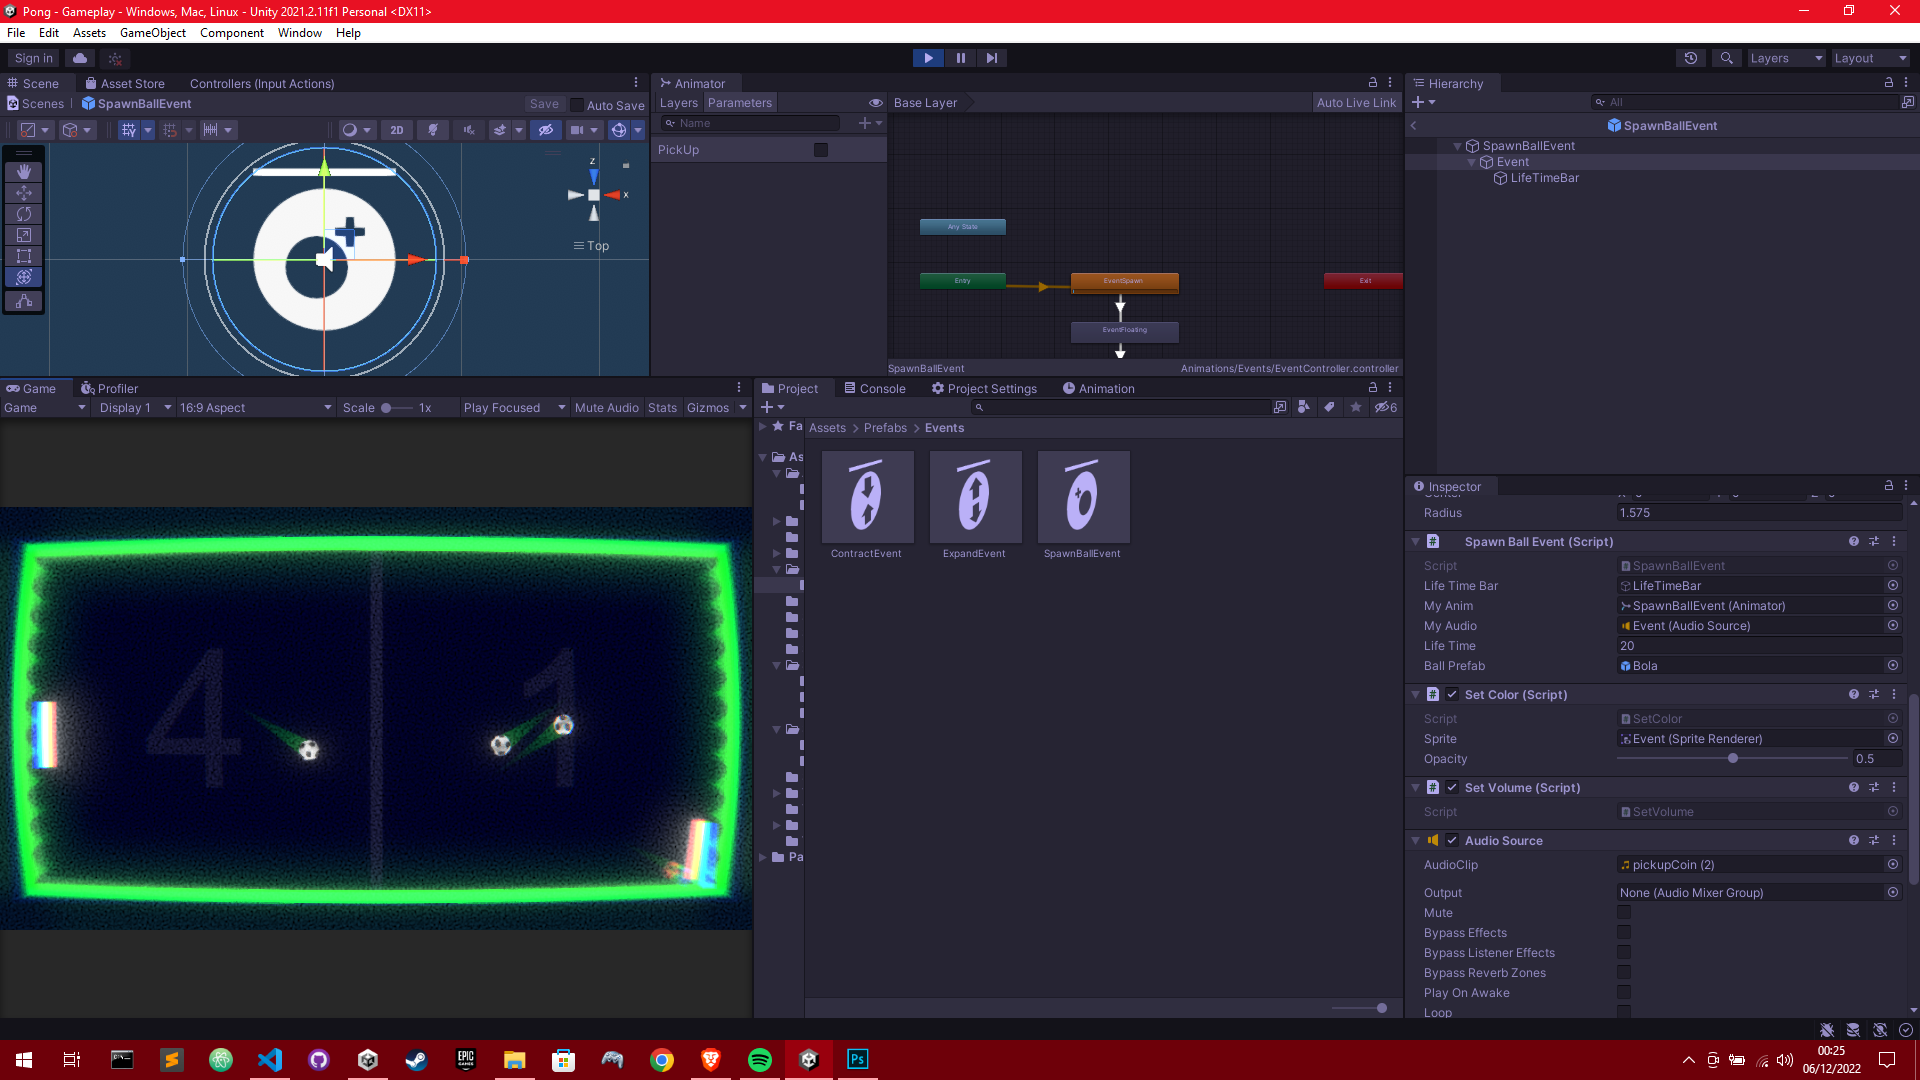 Pong - Gameplay - Windows, Mac, Linux - Unity 2021.2.11f1 Personal <DX11>
File Edit Assets GameObject Component Window Help
Sign in
Layers
Layout
Scene
Asset Store
Controllers (Input Actions)
Scenes
SpawnBallEvent
Save
Auto Save
2D
z
x
Top
Animator
Layers
Parameters
Base Layer
Auto Live Link
Name
PickUp
Any State
Entry
EventSpawn
Exit
EventFloating
SpawnBallEvent
Animations/Events/EventController.controller
Hierarchy
All
SpawnBallEvent
SpawnBallEvent
Event
LifeTimeBar
Game
Profiler
Game
Display 1
16:9 Aspect
Scale
1x
Play Focused
Mute Audio
Stats
Gizmos
4
1
Project
Console
Project Settings
Animation
6
Fa
As
Pa
Assets > Prefabs > Events
ContractEvent
ExpandEvent
SpawnBallEvent
Inspector
Radius
1.575
Spawn Ball Event (Script)
Script
SpawnBallEvent
Life Time Bar
LifeTimeBar
My Anim
SpawnBallEvent (Animator)
My Audio
Event (Audio Source)
Life Time
20
Ball Prefab
Bola
Set Color (Script)
Script
SetColor
Sprite
Event (Sprite Renderer)
Opacity
0.5
Set Volume (Script)
Script
SetVolume
Audio Source
AudioClip
pickupCoin (2)
Output
None (Audio Mixer Group)
Mute
Bypass Effects
Bypass Listener Effects
Bypass Reverb Zones
Play On Awake
Loop
EPIC GAMES
Ps
00:25
06/12/2022